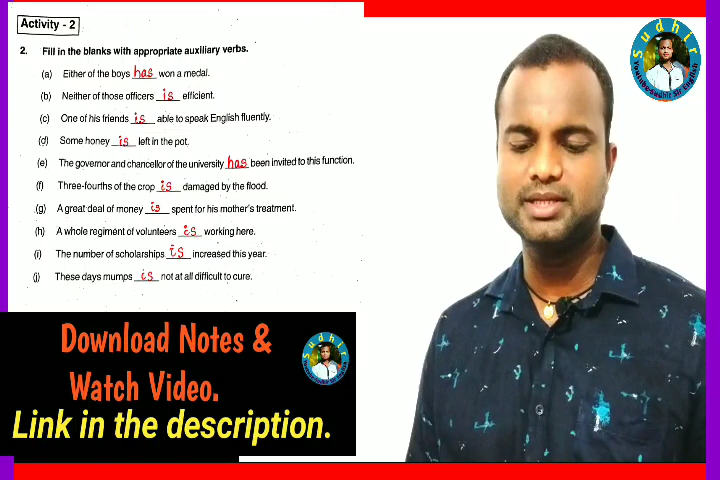 Activity - 2
2. Fill in the blanks with appropriate auxiliary verbs.
(a) Either of the boys has won a medal.
(b) Neither of those officers is efficient.
(c) One of his friends is able to speak English fluently.
(d) Some honey is left in the pot.
(e) The governor and chancellor of the university has been invited to this function.
(f) Three-fourths of the crop is damaged by the flood.
(g) A great deal of money is spent for his mother's treatment.
(h) A whole regiment of volunteers is working here.
(i) The number of scholarships is increased this year.
(j) These days mumps is not at all difficult to cure.
Sudhir
Download Notes &
Watch Video.
Link in the description.
Sudhir